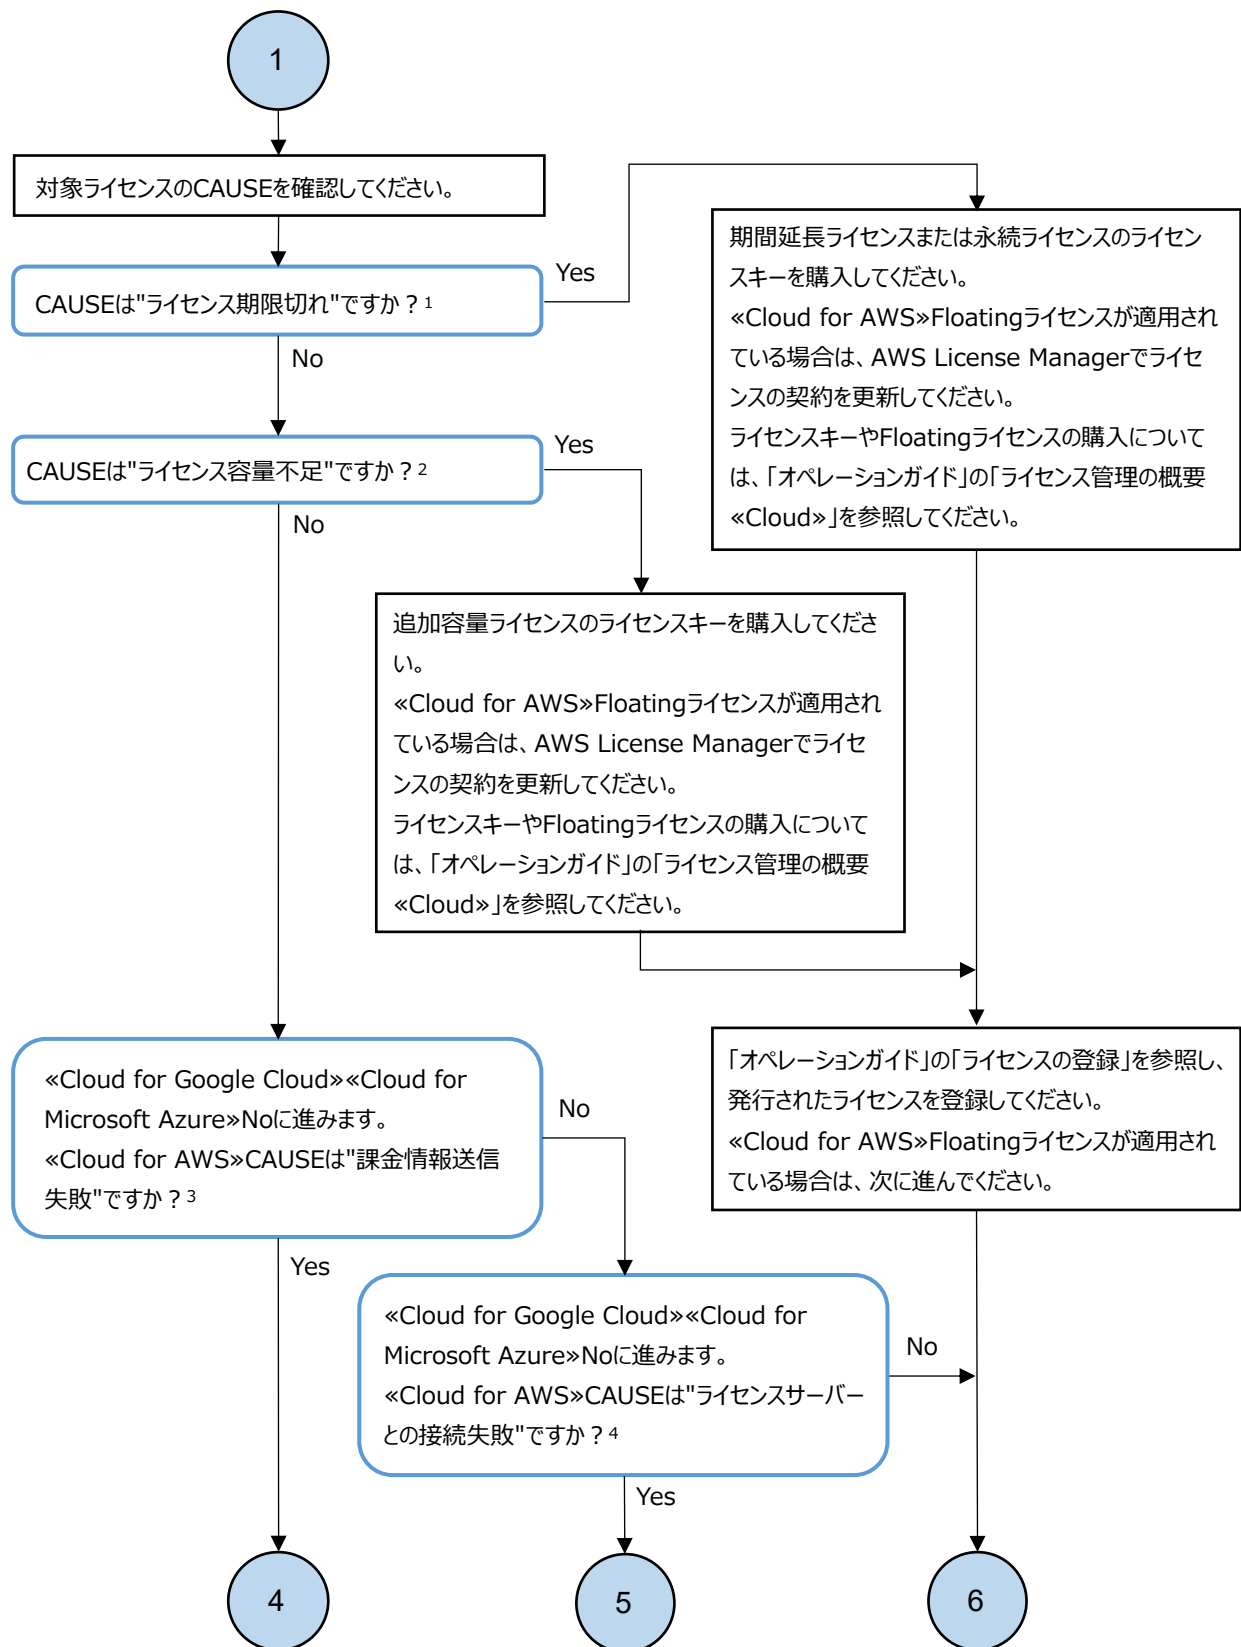 1
対象ライセンスのCAUSEを確認してください。
CAUSEは"ライセンス期限切れ"ですか？1
Yes
No
期間延長ライセンスまたは永続ライセンスのライセン
スキーを購入してください。
«Cloud for AWS»Floatingライセンスが適用され
ている場合は、AWS License Managerでライセ
ンスの契約を更新してください。
ライセンスキーやFloatingライセンスの購入について
は、「オペレーションガイド」の「ライセンス管理の概要
«Cloud»」を参照してください。
CAUSEは"ライセンス容量不足"ですか？2
Yes
No
追加容量ライセンスのライセンスキーを購入してくださ
い。
«Cloud for AWS»Floatingライセンスが適用され
ている場合は、AWS License Managerでライセ
ンスの契約を更新してください。
ライセンスキーやFloatingライセンスの購入について
は、「オペレーションガイド」の「ライセンス管理の概要
«Cloud»」を参照してください。
«Cloud for Google Cloud»«Cloud for
Microsoft Azure»Noに進みます。
«Cloud for AWS»CAUSEは"課金情報送信
失敗"ですか？3
No
Yes
「オペレーションガイド」の「ライセンスの登録」を参照し、
発行されたライセンスを登録してください。
«Cloud for AWS»Floatingライセンスが適用され
ている場合は、次に進んでください。
«Cloud for Google Cloud»«Cloud for
Microsoft Azure»Noに進みます。
«Cloud for AWS»CAUSEは"ライセンスサーバー
との接続失敗"ですか？4
No
Yes
4
5
6